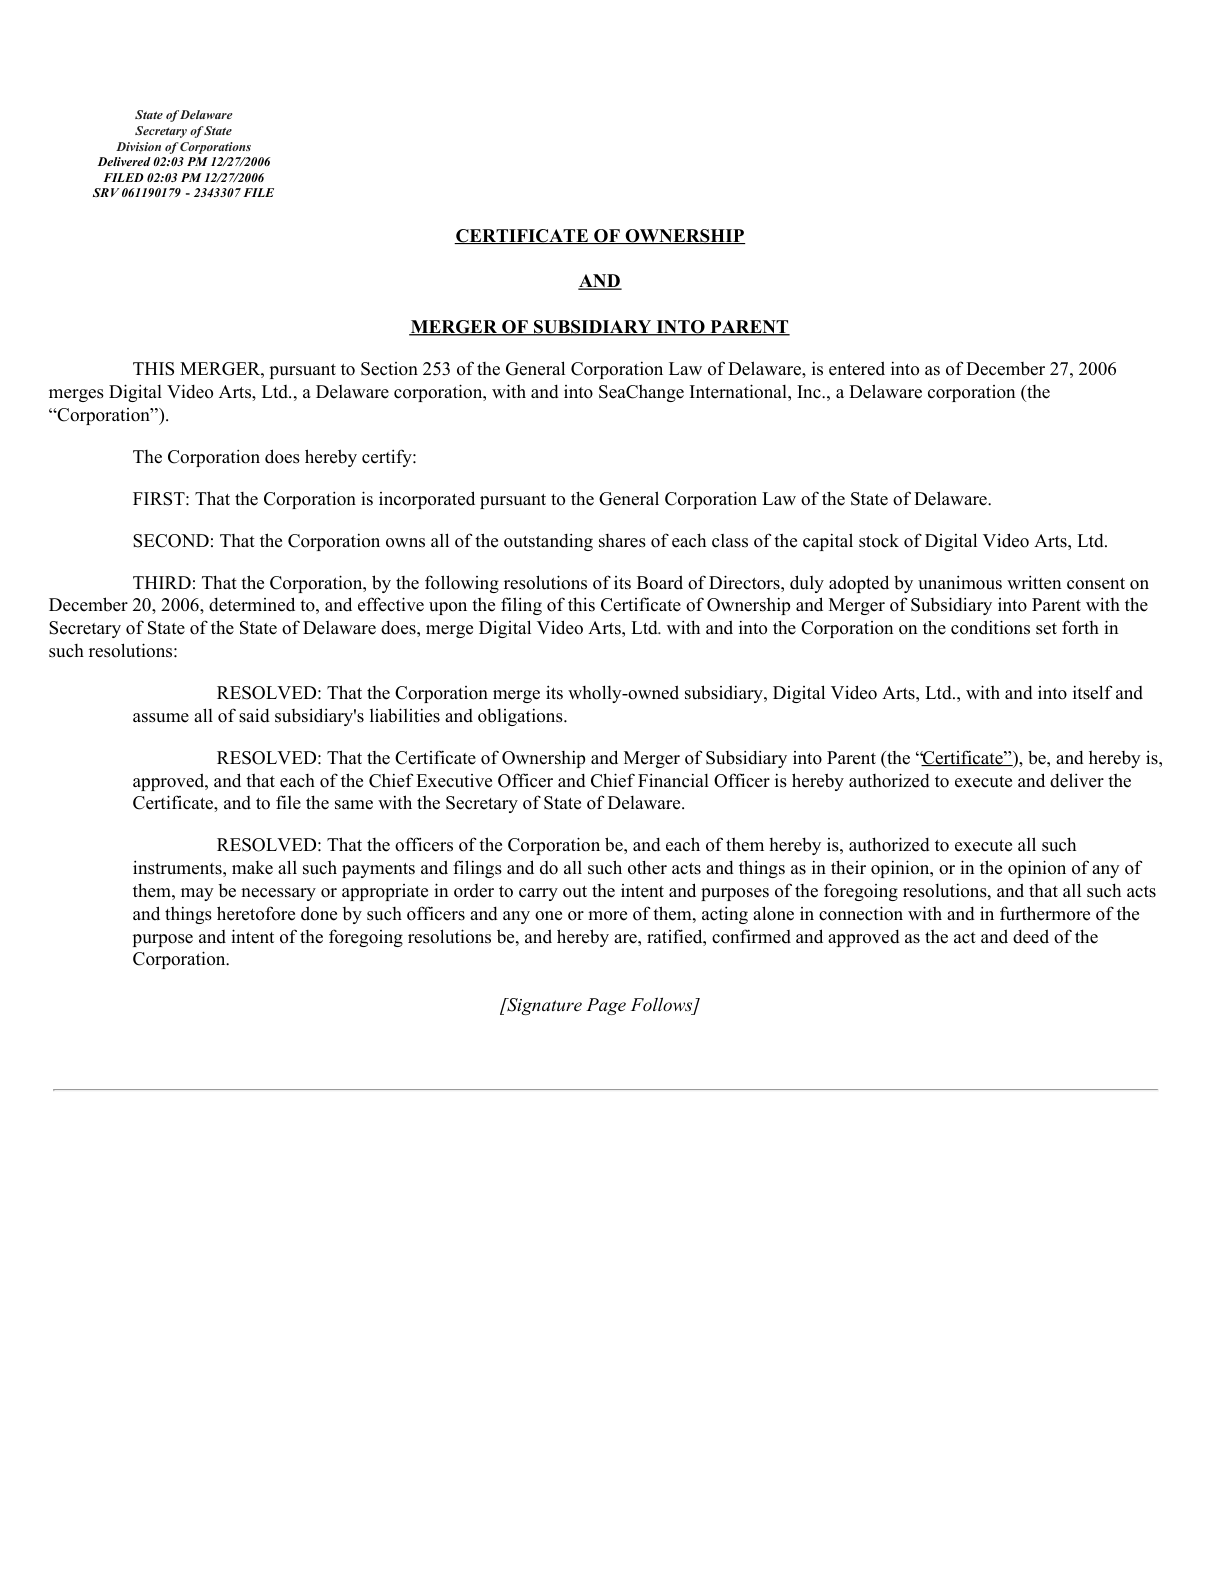 State of Delaware
Secretary of State
Division of Corporations
Delivered 02:03 PM 12/27/2006
FILED 02:03 PM 12/27/2006
SRV 061190179 - 2343307 FILE
CERTIFICATE OF OWNERSHIP
AND
MERGER OF SUBSIDIARY INTO PARENT
THIS MERGER, pursuant to Section 253 of the General Corporation Law of Delaware, is entered into as of December 27, 2006
merges Digital Video Arts, Ltd., a Delaware corporation, with and into SeaChange International, Inc., a Delaware corporation (the
“Corporation”).
The Corporation does hereby certify:
FIRST: That the Corporation is incorporated pursuant to the General Corporation Law of the State of Delaware.
SECOND: That the Corporation owns all of the outstanding shares of each class of the capital stock of Digital Video Arts, Ltd.
THIRD: That the Corporation, by the following resolutions of its Board of Directors, duly adopted by unanimous written consent on
December 20, 2006, determined to, and effective upon the filing of this Certificate of Ownership and Merger of Subsidiary into Parent with the
Secretary of State of the State of Delaware does, merge Digital Video Arts, Ltd. with and into the Corporation on the conditions set forth in
such resolutions:
RESOLVED: That the Corporation merge its wholly-owned subsidiary, Digital Video Arts, Ltd., with and into itself and
assume all of said subsidiary's liabilities and obligations.
RESOLVED: That the Certificate of Ownership and Merger of Subsidiary into Parent (the “Certificate”), be, and hereby is,
approved, and that each of the Chief Executive Officer and Chief Financial Officer is hereby authorized to execute and deliver the
Certificate, and to file the same with the Secretary of State of Delaware.
RESOLVED: That the officers of the Corporation be, and each of them hereby is, authorized to execute all such
instruments, make all such payments and filings and do all such other acts and things as in their opinion, or in the opinion of any of
them, may be necessary or appropriate in order to carry out the intent and purposes of the foregoing resolutions, and that all such acts
and things heretofore done by such officers and any one or more of them, acting alone in connection with and in furthermore of the
purpose and intent of the foregoing resolutions be, and hereby are, ratified, confirmed and approved as the act and deed of the
Corporation.
[Signature Page Follows]